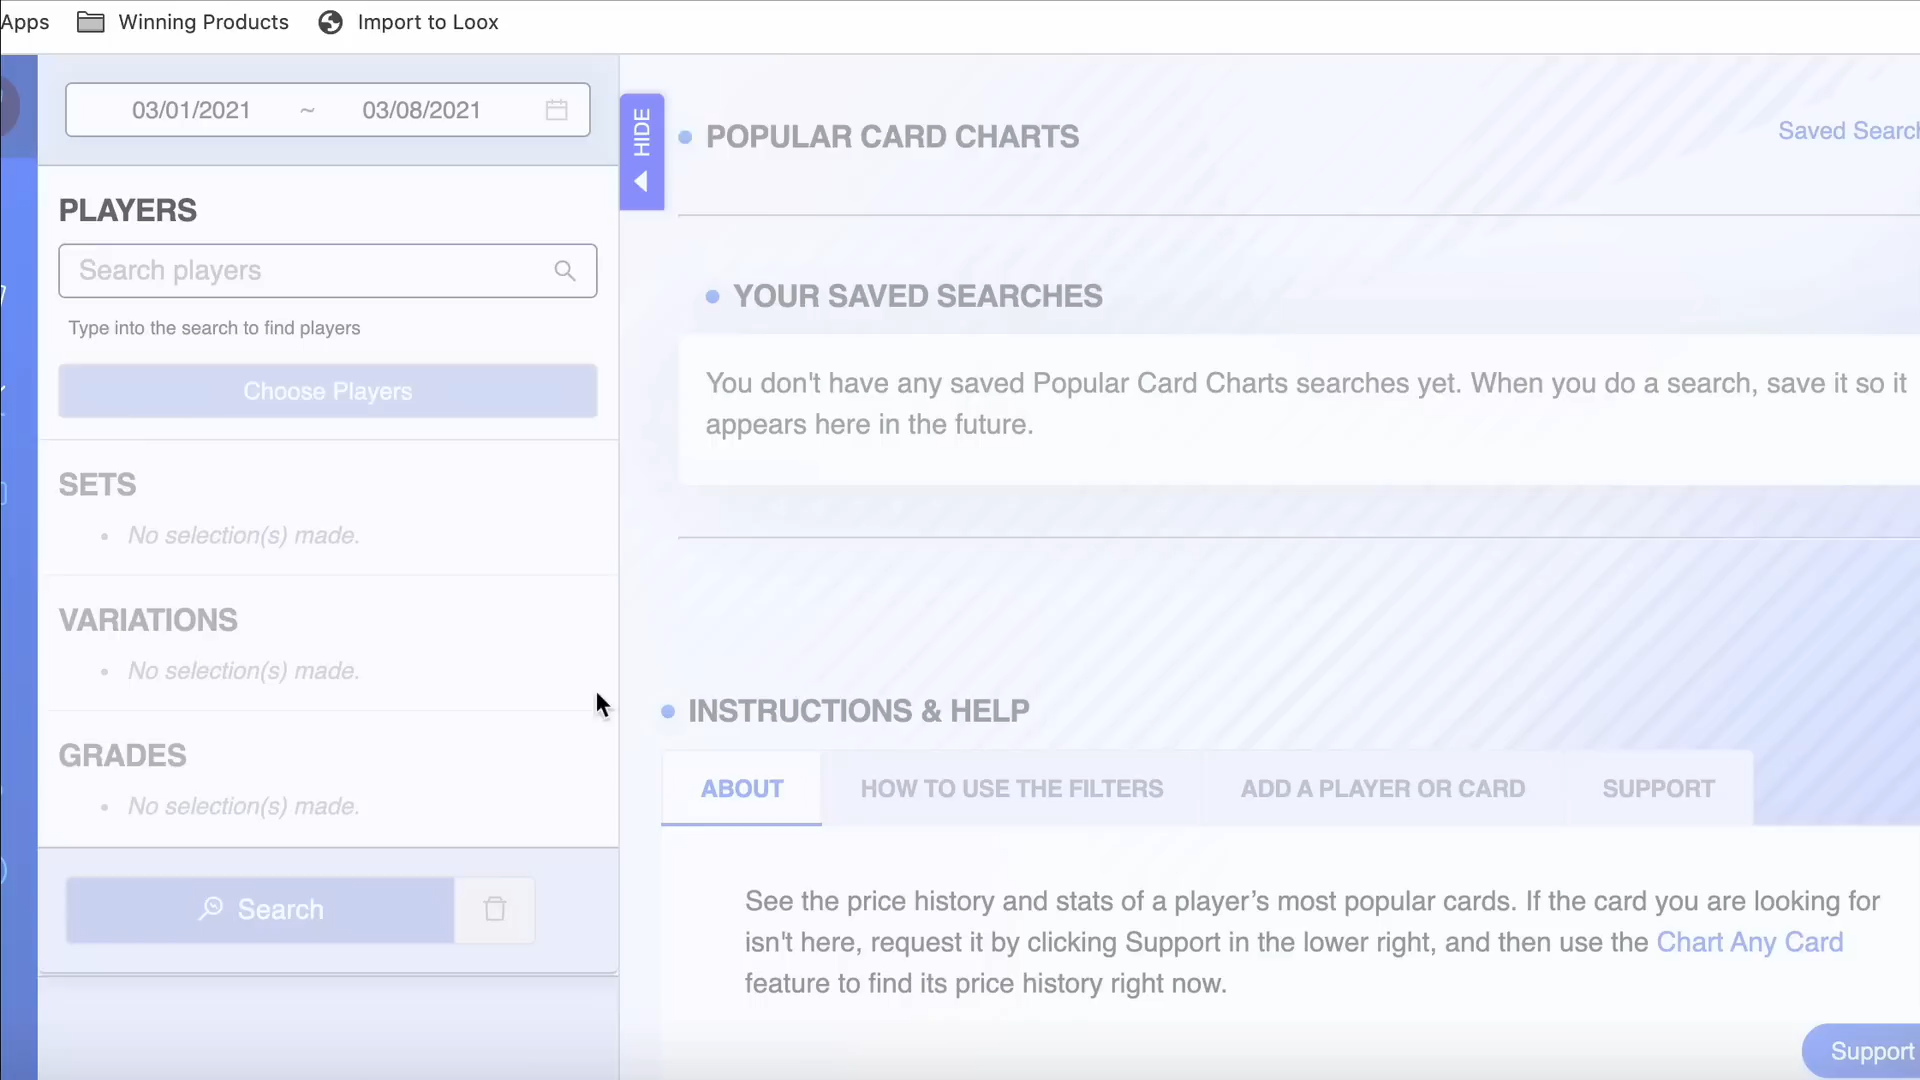 Apps
Winning Products
Import to Loox
03/01/2021 ~ 03/08/2021
HIDE
POPULAR CARD CHARTS
Saved Search
PLAYERS
Search players
Type into the search to find players
Choose Players
YOUR SAVED SEARCHES
You don't have any saved Popular Card Charts searches yet. When you do a search, save it so it
appears here in the future.
SETS
No selection(s) made.
VARIATIONS
No selection(s) made.
GRADES
No selection(s) made.
Search
INSTRUCTIONS & HELP
ABOUT
HOW TO USE THE FILTERS
ADD A PLAYER OR CARD
SUPPORT
See the price history and stats of a player’s most popular cards. If the card you are looking for
isn't here, request it by clicking Support in the lower right, and then use the Chart Any Card
feature to find its price history right now.
Support